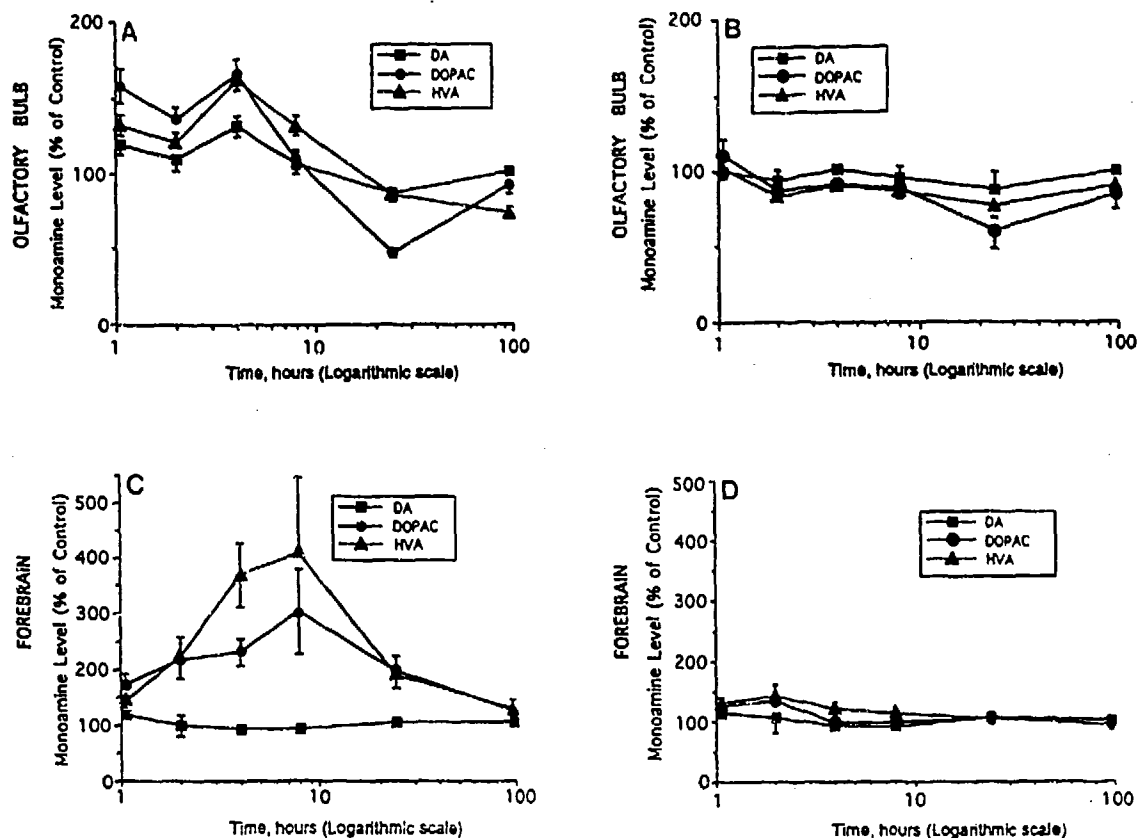 A
OLFACTORY BULB
Monoamine Level (% of Control)
200
100
0
DA
DOPAC
HVA
1
10
100
Time, hours (Logarithmic scale)
B
OLFACTORY BULB
Monoamine Level (% of Control)
200
100
0
DA
DOPAC
HVA
1
10
100
Time, hours (Logarithmic scale)
C
FOREBRAIN
Monoamine Level (% of Control)
500
400
300
200
100
0
DA
DOPAC
HVA
1
10
100
Time, hours (Logarithmic scale)
D
FOREBRAIN
Monoamine Level (% of Control)
500
400
300
200
100
0
DA
DOPAC
HVA
1
10
100
Time, hours (Logarithmic scale)